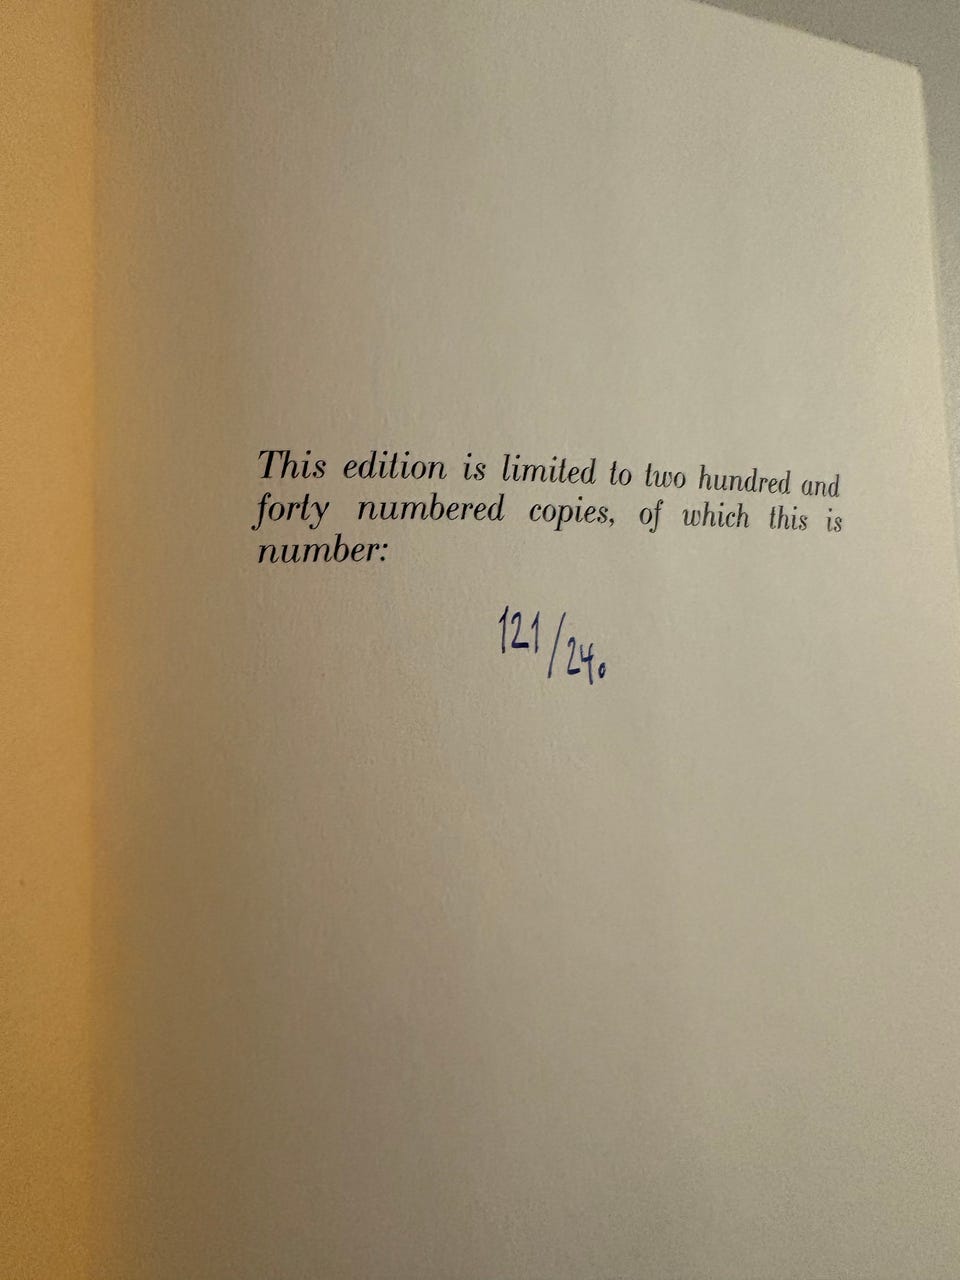 This edition is limited to two hundred and
forty numbered copies, of which this is
number:
121/240